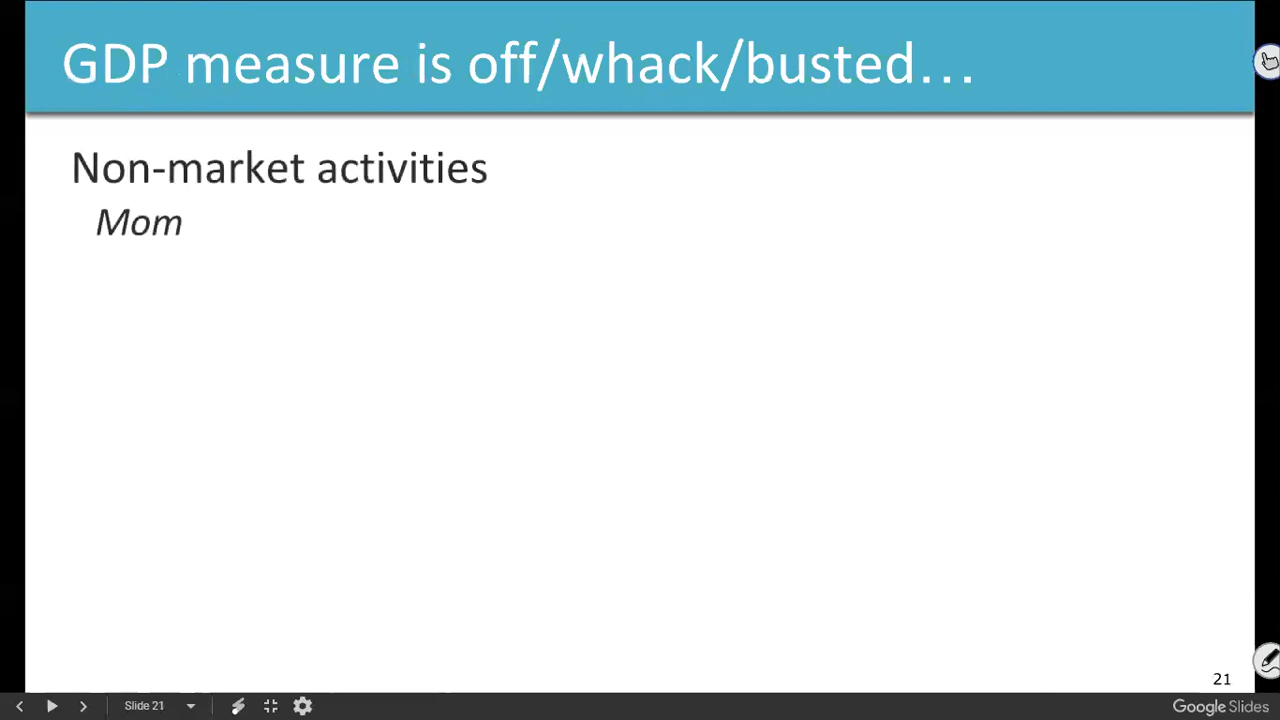 GDP measure is off/whack/busted…
Non-market activities
Mom
21
Slide 21
Google Slides